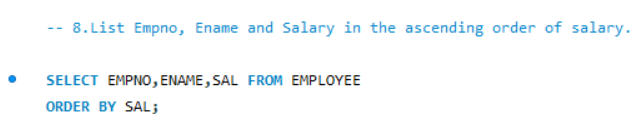 -- 8.List Empno, Ename and Salary in the ascending order of salary.
SELECT EMPNO,ENAME,SAL FROM EMPLOYEE
ORDER BY SAL;